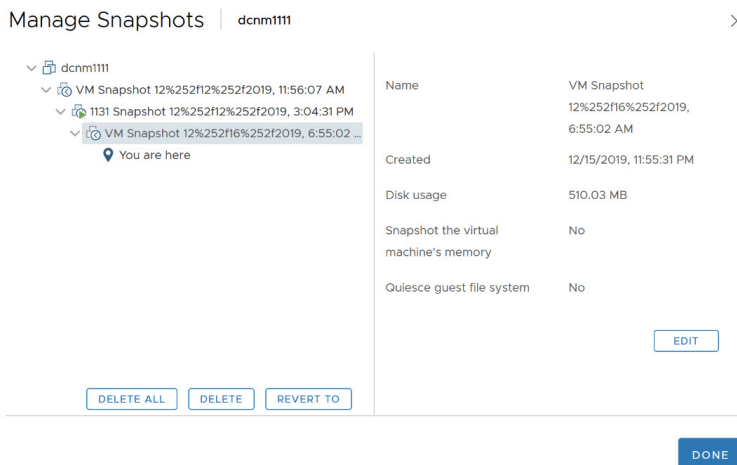 Manage Snapshots
dcnm1111
dcnm1111
VM Snapshot 12%252f12%252f2019, 11:56:07 AM
1131 Snapshot 12%252f12%252f2019, 3:04:31 PM
VM Snapshot 12%252f16%252f2019, 6:55:02 ...
You are here
Name
VM Snapshot
12%252f16%252f2019,
6:55:02 AM
Created
12/15/2019, 11:55:31 PM
Disk usage
510.03 MB
Snapshot the virtual
machine's memory
No
Quiesce guest file system
No
EDIT
DELETE ALL
DELETE
REVERT TO
DONE